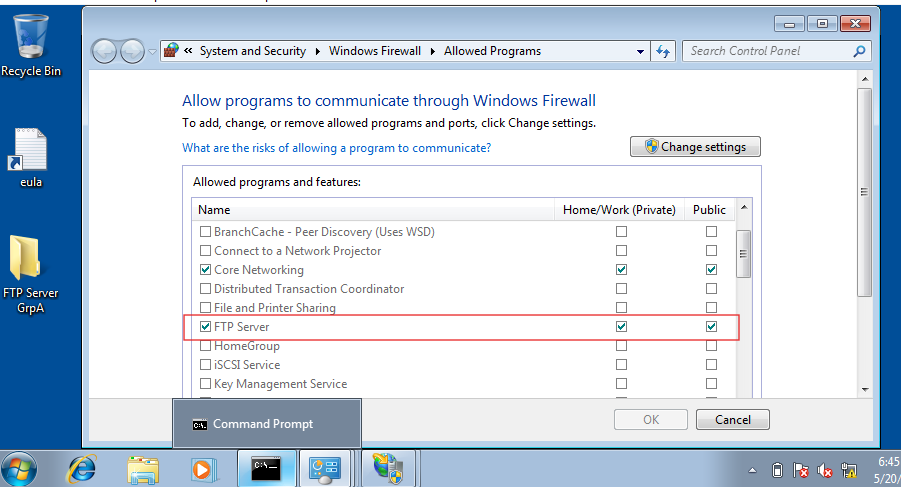 Recycle Bin
eula
FTP Server
GrpA
« System and Security ▸ Windows Firewall ▸ Allowed Programs
Search Control Panel
Allow programs to communicate through Windows Firewall
To add, change, or remove allowed programs and ports, click Change settings.
What are the risks of allowing a program to communicate?
Change settings
Allowed programs and features:
Name Home/Work (Private) Public
BranchCache - Peer Discovery (Uses WSD)
Connect to a Network Projector
Core Networking
Distributed Transaction Coordinator
File and Printer Sharing
FTP Server
HomeGroup
iSCSI Service
Key Management Service
OK Cancel
Command Prompt
C:\
6:45
5/20/